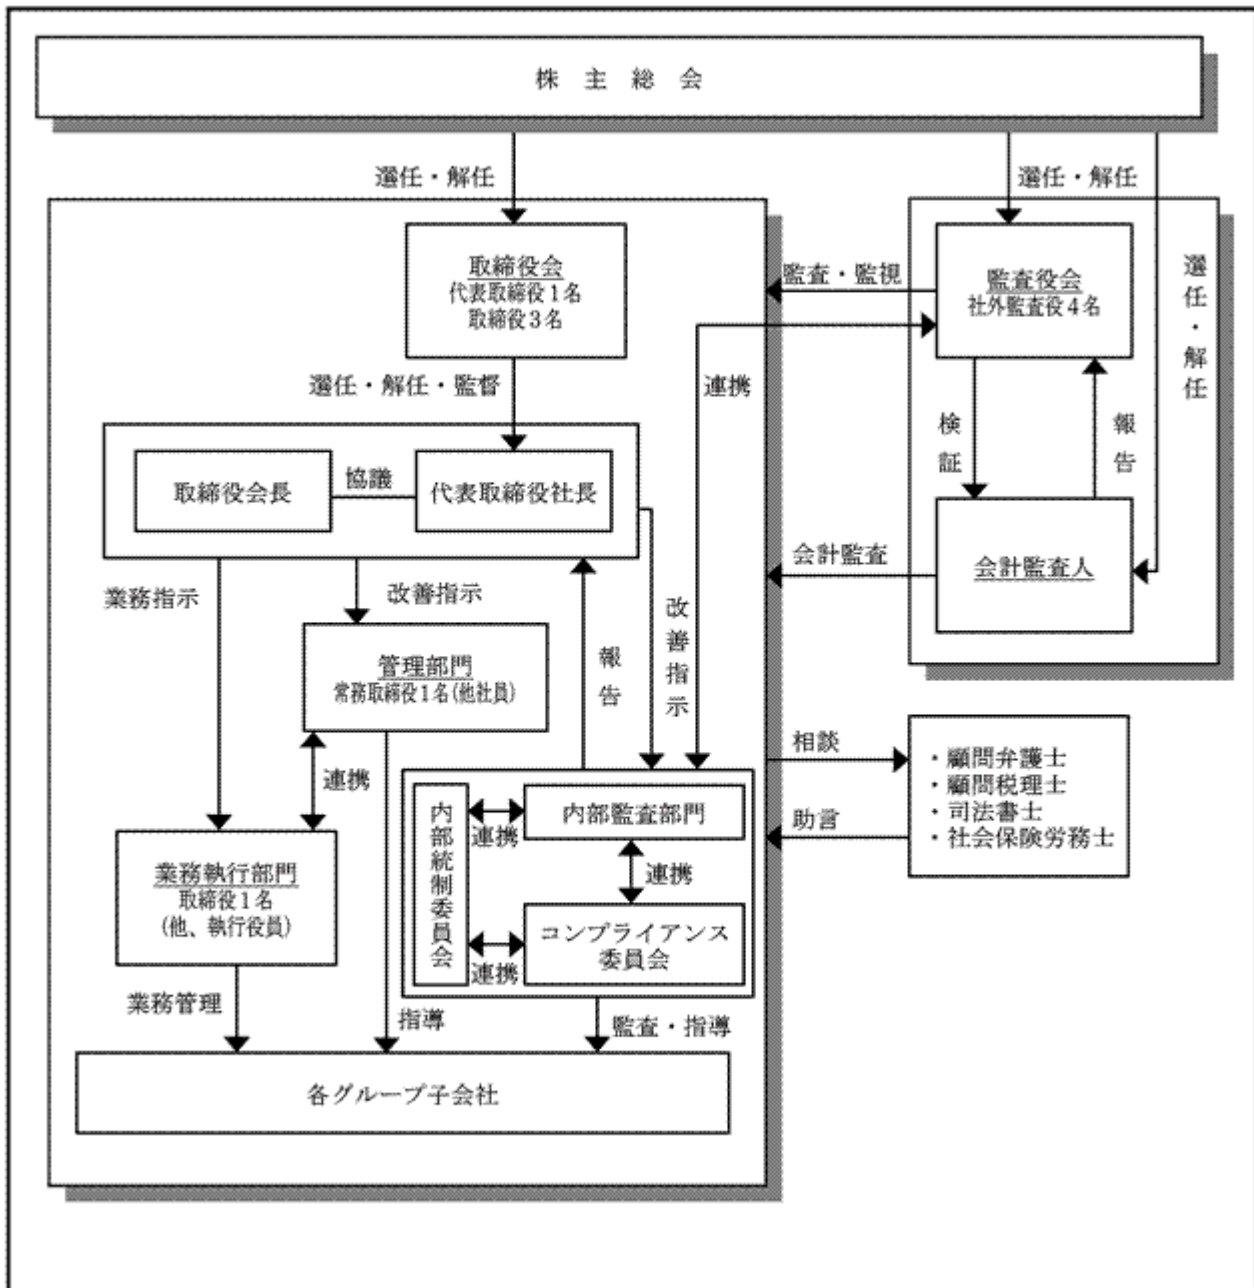 株主総会
選任・解任
選任・解任
選任・解任
取締役会
代表取締役1名
取締役3名
監査・監視
監査役会
社外監査役4名
選任・解任・監督
連携
検証
報告
取締役会長
協議
代表取締役社長
会計監査
会計監査人
業務指示
改善指示
報告
改善指示
管理部門
常務取締役1名(他社員)
連携
相談
助言
・顧問弁護士
・顧問税理士
・司法書士
・社会保険労務士
内部統制委員会
連携
内部監査部門
連携
連携
コンプライアンス
委員会
業務執行部門
取締役1名
(他、執行役員)
業務管理
指導
監査・指導
各グループ子会社